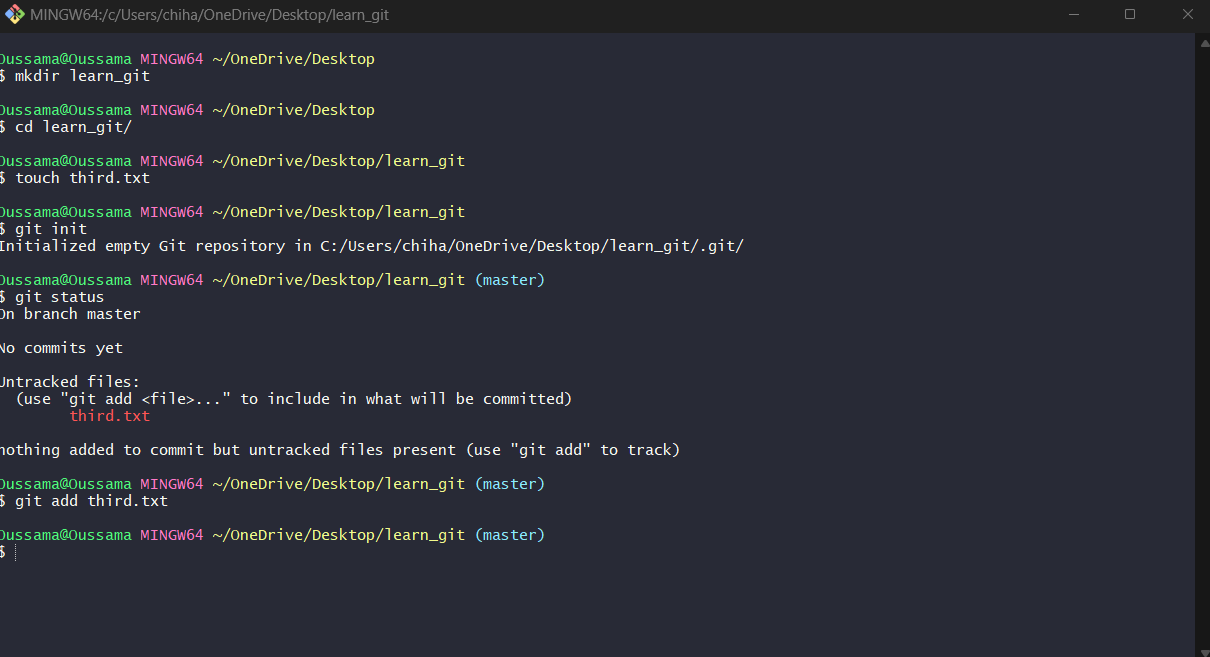 MINGW64:/c/Users/chiha/OneDrive/Desktop/learn_git
Oussama@Oussama MINGW64 ~/OneDrive/Desktop
$ mkdir learn_git
Oussama@Oussama MINGW64 ~/OneDrive/Desktop
$ cd learn_git/
Oussama@Oussama MINGW64 ~/OneDrive/Desktop/learn_git
$ touch third.txt
Oussama@Oussama MINGW64 ~/OneDrive/Desktop/learn_git
$ git init
Initialized empty Git repository in C:/Users/chiha/OneDrive/Desktop/learn_git/.git/
Oussama@Oussama MINGW64 ~/OneDrive/Desktop/learn_git (master)
$ git status
On branch master
No commits yet
Untracked files:
  (use "git add <file>..." to include in what will be committed)
        third.txt
nothing added to commit but untracked files present (use "git add" to track)
Oussama@Oussama MINGW64 ~/OneDrive/Desktop/learn_git (master)
$ git add third.txt
Oussama@Oussama MINGW64 ~/OneDrive/Desktop/learn_git (master)
$